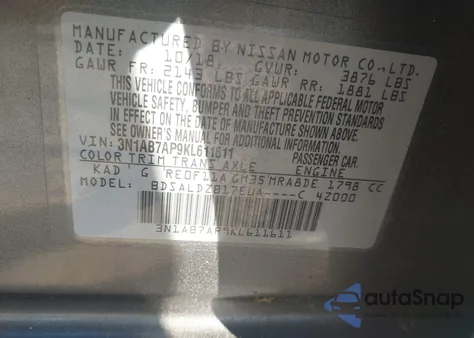 MANUFACTURED BY NISSAN MOTOR CO., LTD.
DATE: 10/18 GVWR: 3876 LBS
GAWR FR: 2143 LBS GAWR RR: 1881 LBS
THIS VEHICLE CONFORMS TO ALL APPLICABLE FEDERAL MOTOR
VEHICLE SAFETY, BUMPER AND THEFT PREVENTION STANDARDS
IN EFFECT ON THE DATE OF MANUFACTURE SHOWN ABOVE.
SEE OWNER'S MANUAL FOR ADDITIONAL INFORMATION.
VIN: 3N1AB7AP9KL611611 PASSENGER CAR
COLOR TRIM TRANS AXLE ENGINE
KAD G RE0F11A GM35 MRA8DE 1798 CC
MODEL: BDSALDZB17EUA----C 4Z000
3N1AB7AP9KL611611
autoSnap